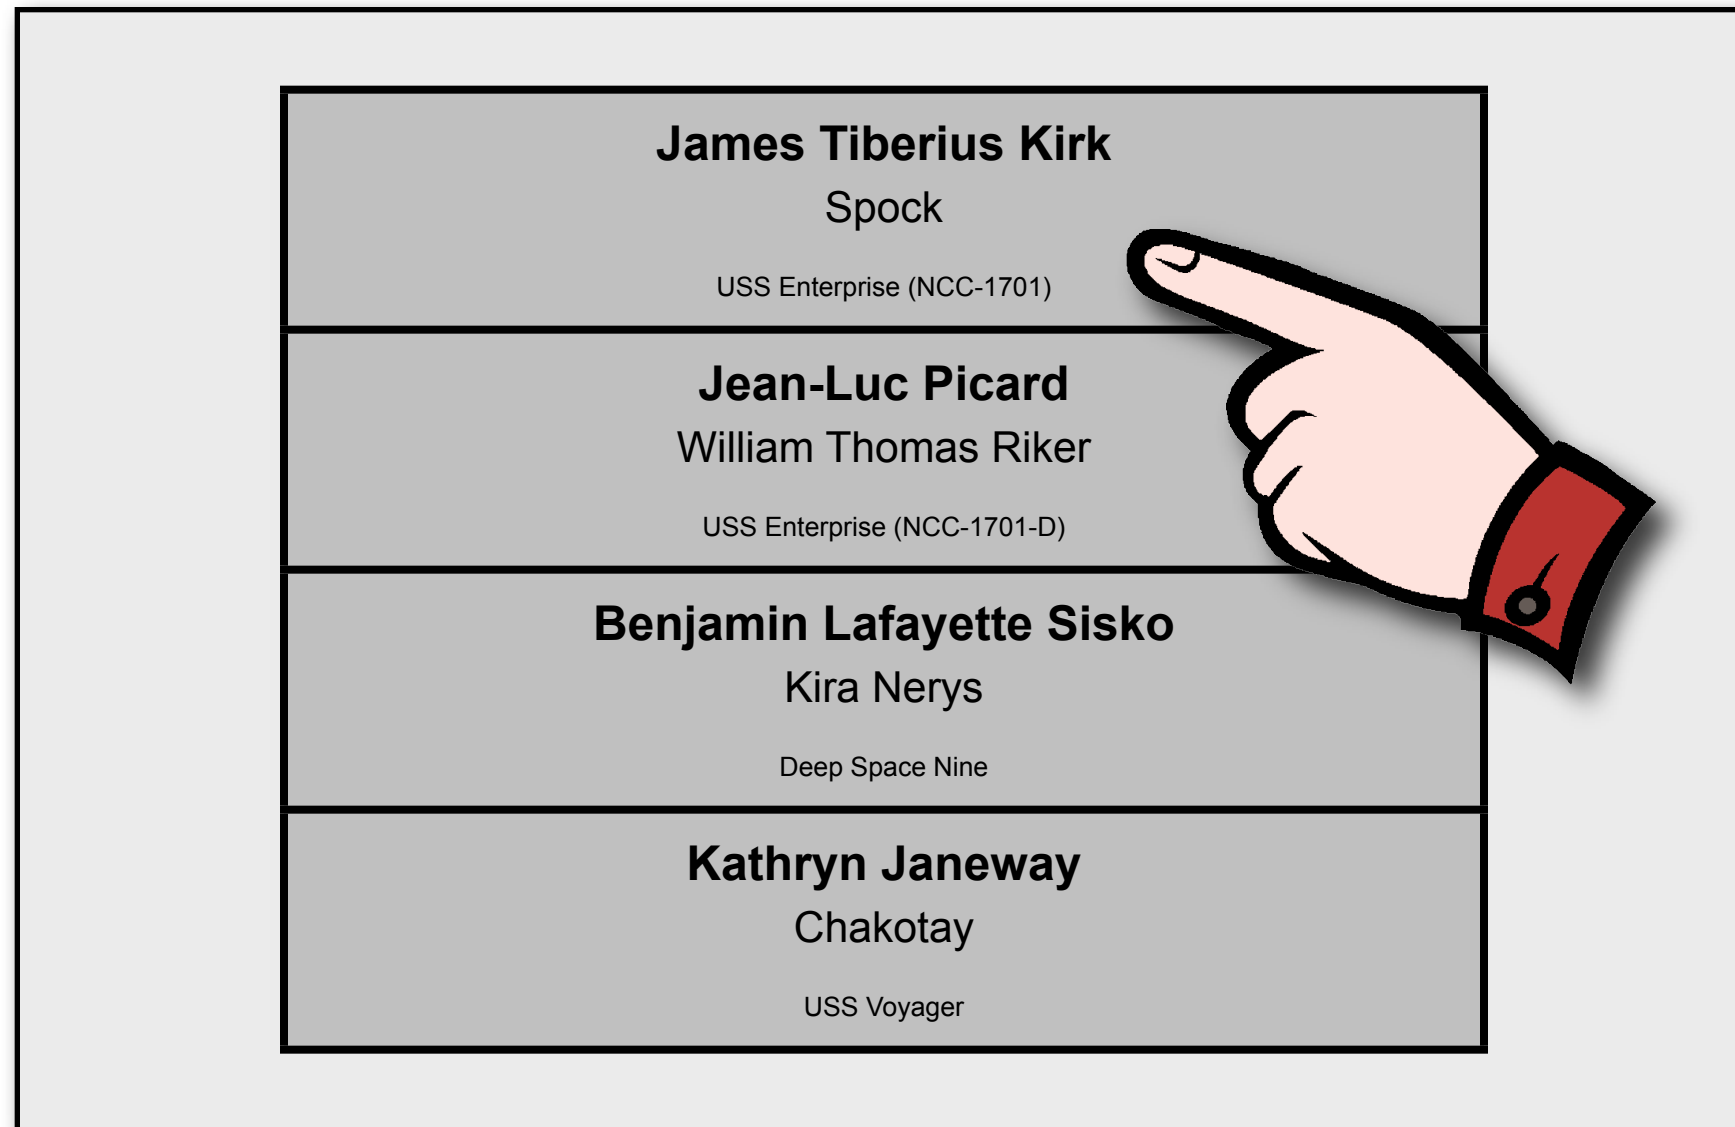 James Tiberius Kirk
Spock
USS Enterprise (NCC-1701)
Jean-Luc Picard
William Thomas Riker
USS Enterprise (NCC-1701-D)
Benjamin Lafayette Sisko
Kira Nerys
Deep Space Nine
Kathryn Janeway
Chakotay
USS Voyager